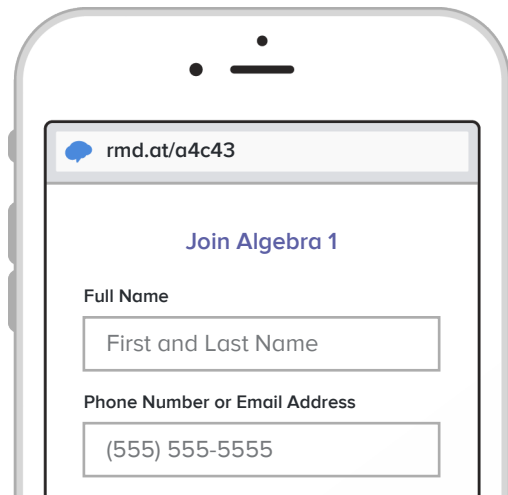 rmd.at/a4c43
Join Algebra 1
Full Name
First and Last Name
Phone Number or Email Address
(555) 555-5555